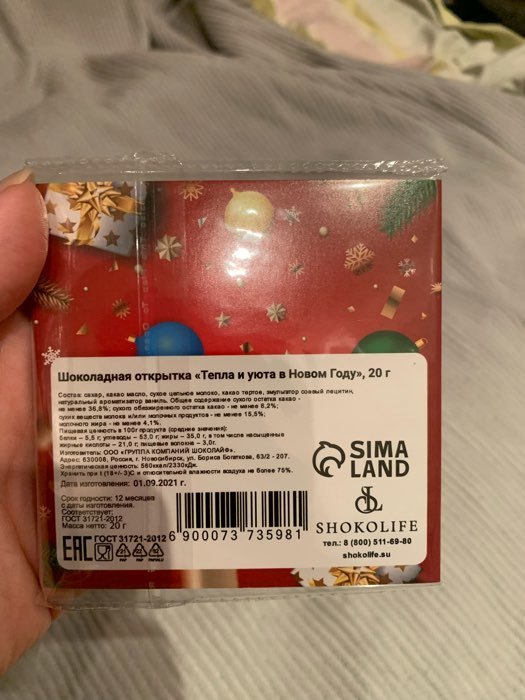 Шоколадная открытка «Тепла и уюта в Новом Году», 20 г
Состав: сахар, какао масло, сухое цельное молоко, какао тертое, эмульгатор соевый лецитин,
натуральный ароматизатор ваниль. Общее содержание сухого остатка какао -
не менее 36,8%; сухого обезжиренного остатка какао - не менее 6,2%;
сухих веществ молока и/или молочных продуктов - не менее 15,5%;
молочного жира - не менее 4,1%.
Пищевая ценность в 100г продукта (средние значения):
белки – 5,5 г; углеводы – 53,0 г; жиры – 35,0 г, в том числе насыщенные
жирные кислоты – 21,0 г; пищевые волокна – 3,0г.
Изготовитель: ООО «ГРУППА КОМПАНИЙ ШОКОЛАЙФ».
Адрес: 630008, Россия, г. Новосибирск, ул. Бориса Богаткова, 63/2 - 207.
Энергетическая ценность: 560ккал/2330кДж.
Хранить при t (18+/-3)С и относительной влажности воздуха не более 75%.
Дата изготовления: 01.09.2021 г.
Срок годности: 12 месяцев
с даты изготовления.
Соответствует:
ГОСТ 31721-2012
Масса нетто: 20 г
EAC
ГОСТ 31721-2012
6 900073 735981
SIMA
LAND
SHOKOLIFE
тел.: 8 (800) 511-69-80
shokolife.su